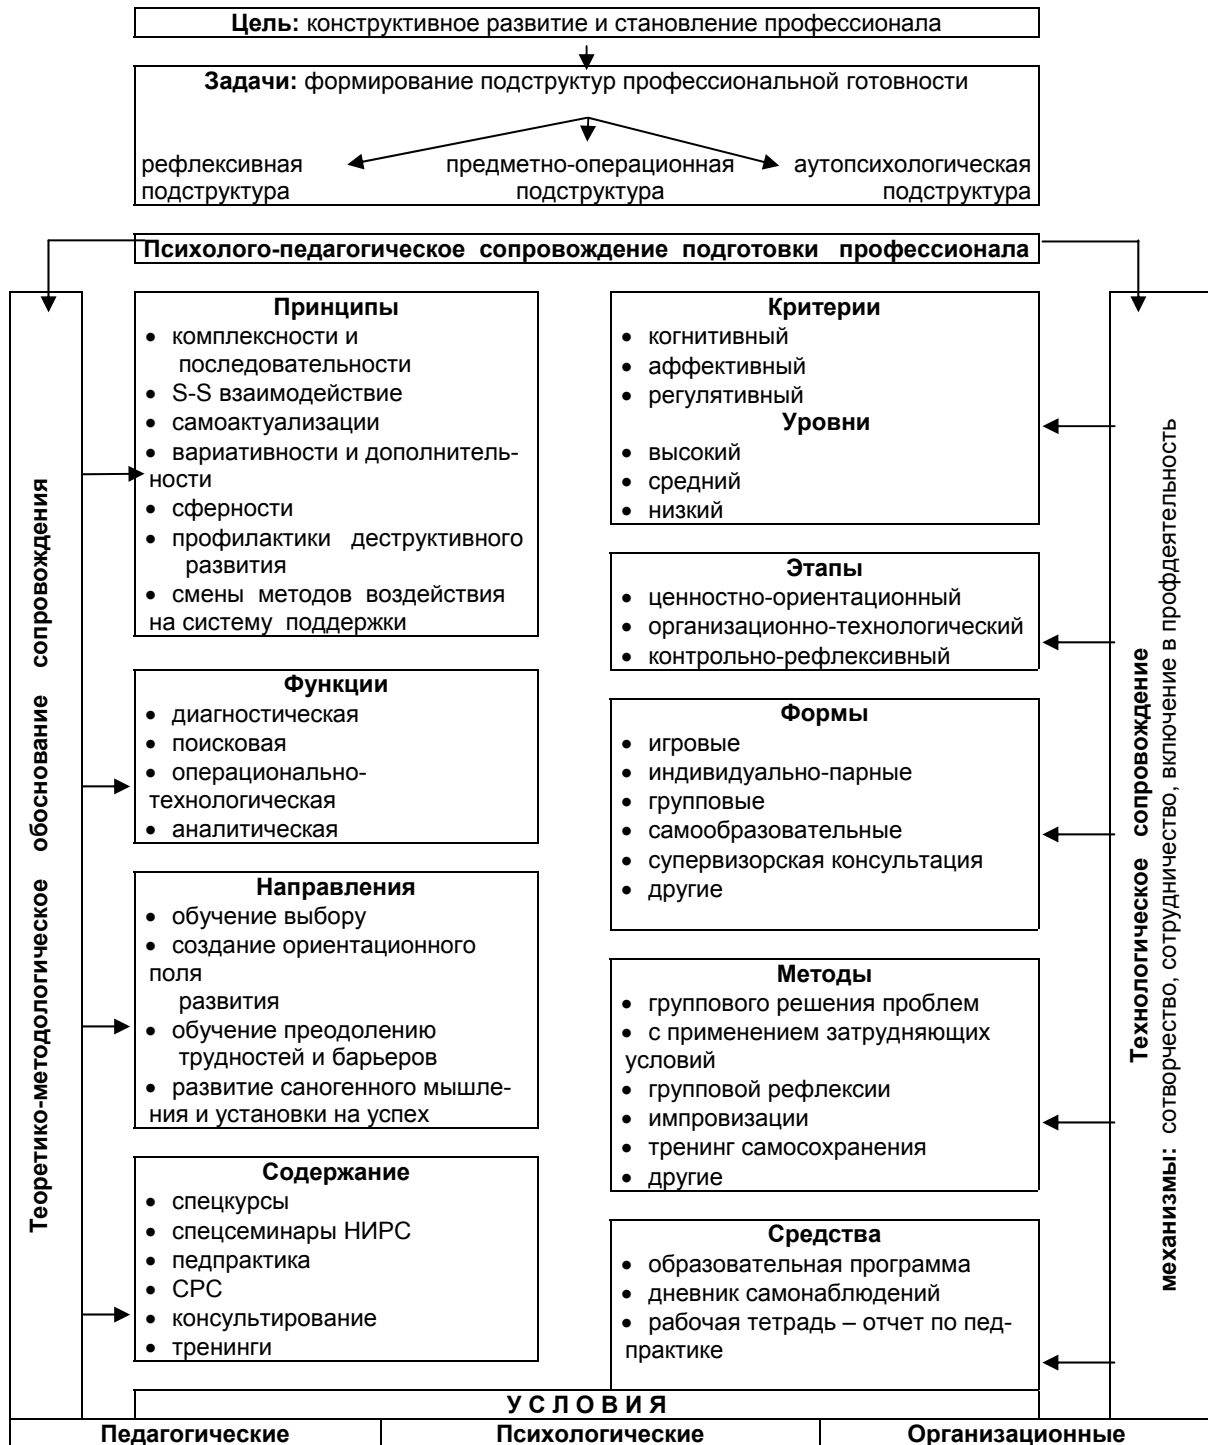 Цель: конструктивное развитие и становление профессионала
Задачи: формирование подструктур профессиональной готовности
рефлексивная
подструктура
предметно-операционная
подструктура
аутопсихологическая
подструктура
Психолого-педагогическое сопровождение подготовки профессионала
Теоретико-методологическое обоснование сопровождения
Принципы
• комплексности и
последовательности
• S-S взаимодействие
• самоактуализации
• вариативности и дополнитель-
ности
• сферности
• профилактики деструктивного
развития
• смены методов воздействия
на систему поддержки
Функции
• диагностическая
• поисковая
• операционально-
технологическая
• аналитическая
Направления
• обучение выбору
• создание ориентационного
поля
развития
• обучение преодолению
трудностей и барьеров
• развитие саногенного мышле-
ния и установки на успех
Содержание
• спецкурсы
• спецсеминары НИРС
• педпрактика
• СРС
• консультирование
• тренинги
Критерии
• когнитивный
• аффективный
• регулятивный
Уровни
• высокий
• средний
• низкий
Этапы
• ценностно-ориентационный
• организационно-технологический
• контрольно-рефлексивный
Формы
• игровые
• индивидуально-парные
• групповые
• самообразовательные
• супервизорская консультация
• другие
Методы
• группового решения проблем
• с применением затрудняющих
условий
• групповой рефлексии
• импровизации
• тренинг самосохранения
• другие
Средства
• образовательная программа
• дневник самонаблюдений
• рабочая тетрадь – отчет по пед-
практике
Технологическое сопровождение
механизмы: сотворчество, сотрудничество, включение в профдеятельность
У С Л О В И Я
Педагогические
Психологические
Организационные